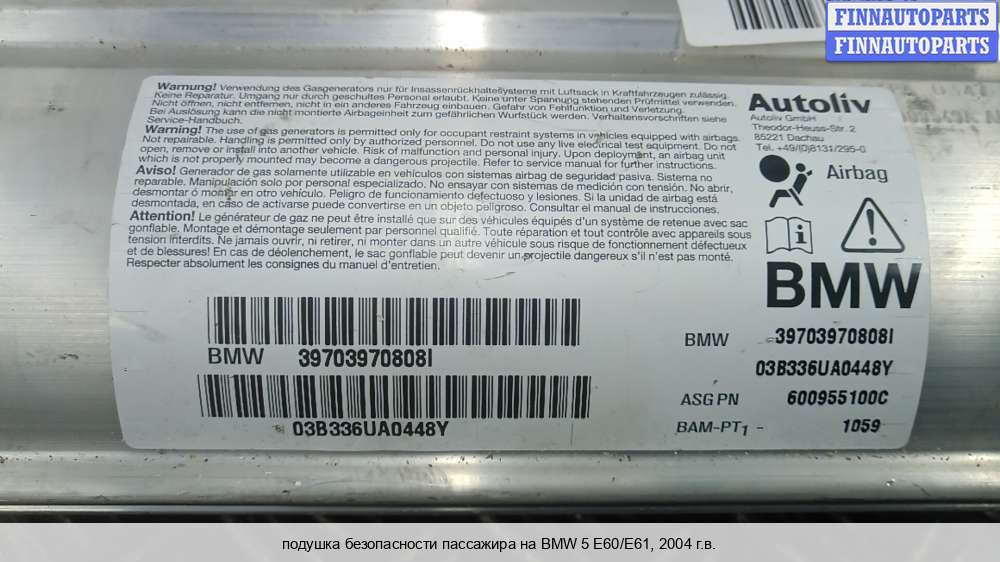 FINNAUTOPARTS
FINNAUTOPARTS
Warnung! Verwendung des Gasgenerators nur für Insassenrückhaltesysteme mit Luftsack in Kraftfahrzeugen zulässig.
Keine Reparatur. Umgang nur durch geschultes Personal erlaubt. Keine unter Spannung stehenden Prüfmittel verwenden.
Nicht öffnen, nicht entfernen, nicht in ein anderes Fahrzeug einbauen. Gefahr von Fehlfunktion und Verletzung.
Bei Auslösung kann die nicht montierte Airbageinheit zum gefährlichen Wurfstück werden. Verhaltensvorschriften siehe
Service-Handbuch.
Warning! The use of gas generators is permitted only for occupant restraint systems in vehicles equipped with airbags.
Not repairable. Handling is permitted only by authorized personnel. Do not use any live electrical test equipment. Do not
open, remove or install into another vehicle. Risk of malfunction and personal injury. Upon deployment, an airbag unit
which is not properly mounted may become a dangerous projectile. Refer to service manual for further instructions.
Aviso! Generador de gas solamente utilizable en vehículos con sistemas airbag de seguridad pasiva. Sistema no
reparable. Manipulación solo por personal especializado. No ensayar con sistemas de medición con tensión. No abrir,
desmontar ó montar en otro vehículo. Peligro de funcionamiento defectuoso y lesiones. Si la unidad de airbag está
desmontada, en caso de activarse puede convertirse en un objeto peligroso. Consultar el manual de instrucciones.
Attention! Le générateur de gaz ne peut être installé que sur des véhicules équipés d'un système de retenue avec sac
gonflable. Montage et démontage seulement par personnel qualifié. Toute réparation et tout contrôle avec appareils sous
tension interdits. Ne jamais ouvrir, ni retirer, ni monter dans un autre véhicule sous risque de fonctionnement défectueux
et de blessures! En cas de déclenchement, le sac gonflable peut devenir un projectile dangereux s'il n'est pas monté.
Respecter absolument les consignes du manuel d'entretien.
Autoliv
Autoliv GmbH
Theodor-Heuss-Str. 2
85221 Dachau
Tel. +49/(0)8131/295-0
Airbag
BMW
BMW 39703970808I
03B336UA0448Y
BMW 39703970808I
03B336UA0448Y
ASG PN 600955100C
BAM-PT1 - 1059
подушка безопасности пассажира на BMW 5 E60/E61, 2004 г.в.